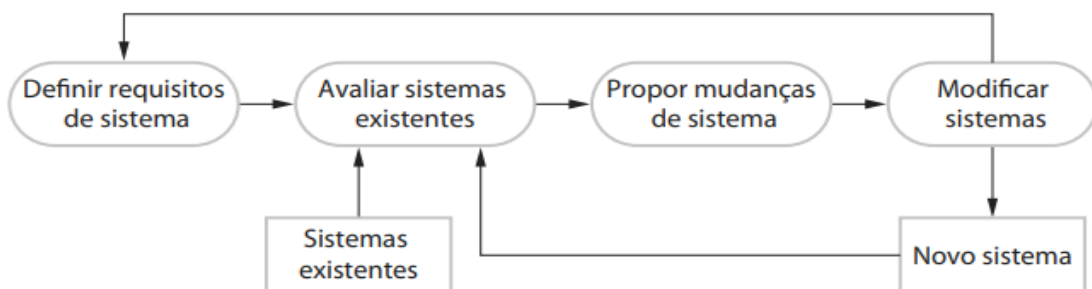 Definir requisitos
de sistema
Avaliar sistemas
existentes
Propor mudanças
de sistema
Modificar
sistemas
Sistemas
existentes
Novo sistema